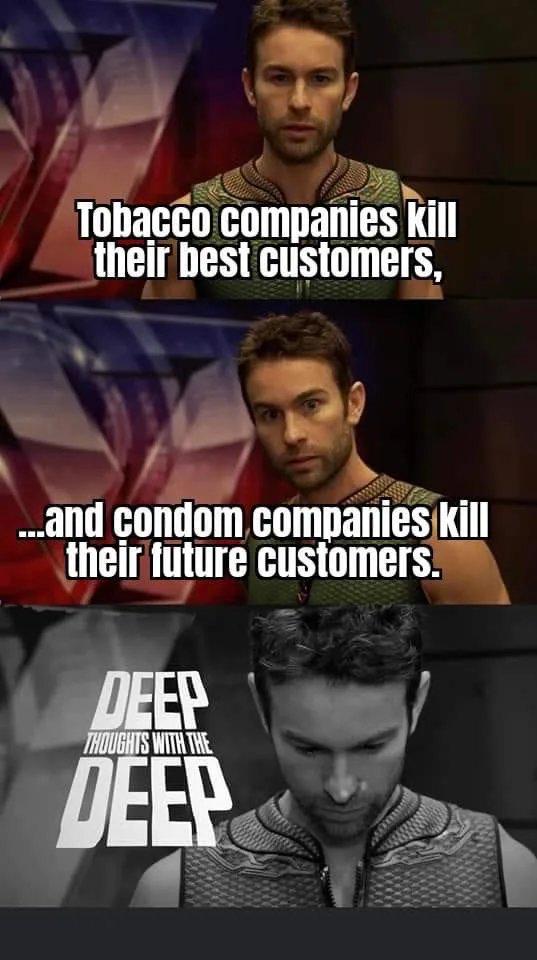 Tobacco companies kill
their best customers,
...and condom companies kill
their future customers.
DEEP
THOUGHTS WITH THE
DEEP